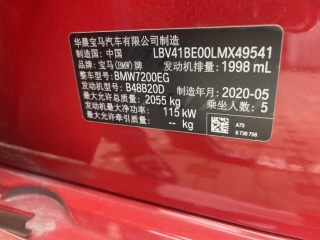 华晨宝马汽车有限公司制造
制造国: 中国 LBV41BE00LMX49541
品牌: 宝马(BMW)牌 发动机排量: 1998 mL
整车型号: BMW7200EG
发动机型号: B48B20D 制造年月: 2020-05
最大允许总质量: 2055 kg 乘坐人数: 5
发动机最大净功率: 115 kW
最大允许牵引质量: -- kg
A75
8 738 756